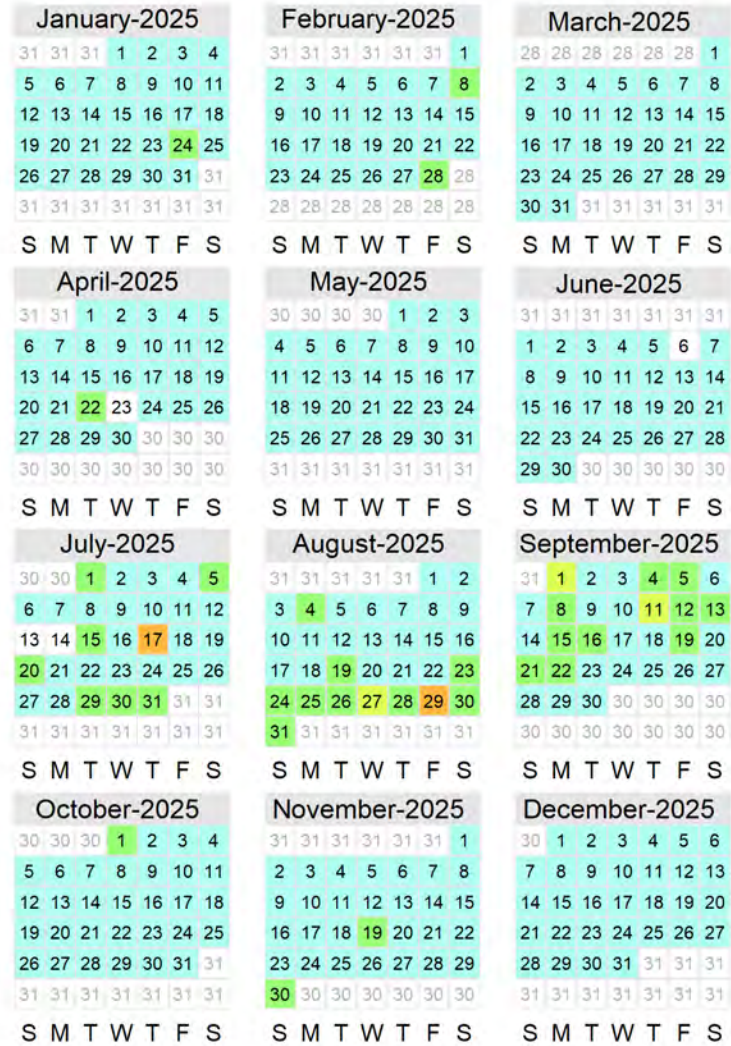 January-2025
31 31 31 1 2 3 4
5 6 7 8 9 10 11
12 13 14 15 16 17 18
19 20 21 22 23 24 25
26 27 28 29 30 31 31
31 31 31 31 31 31 31
S M T W T F S
February-2025
31 31 31 31 31 31 1
2 3 4 5 6 7 8
9 10 11 12 13 14 15
16 17 18 19 20 21 22
23 24 25 26 27 28 28
28 28 28 28 28 28 28
S M T W T F S
March-2025
28 28 28 28 28 28 1
2 3 4 5 6 7 8
9 10 11 12 13 14 15
16 17 18 19 20 21 22
23 24 25 26 27 28 29
30 31 31 31 31 31 31
S M T W T F S
April-2025
31 31 1 2 3 4 5
6 7 8 9 10 11 12
13 14 15 16 17 18 19
20 21 22 23 24 25 26
27 28 29 30 30 30 30
30 30 30 30 30 30 30
S M T W T F S
May-2025
30 30 30 30 1 2 3
4 5 6 7 8 9 10
11 12 13 14 15 16 17
18 19 20 21 22 23 24
25 26 27 28 29 30 31
31 31 31 31 31 31 31
S M T W T F S
June-2025
31 31 31 31 31 31 31
1 2 3 4 5 6 7
8 9 10 11 12 13 14
15 16 17 18 19 20 21
22 23 24 25 26 27 28
29 30 30 30 30 30 30
S M T W T F S
July-2025
30 30 1 2 3 4 5
6 7 8 9 10 11 12
13 14 15 16 17 18 19
20 21 22 23 24 25 26
27 28 29 30 31 31 31
31 31 31 31 31 31 31
S M T W T F S
August-2025
31 31 31 31 31 1 2
3 4 5 6 7 8 9
10 11 12 13 14 15 16
17 18 19 20 21 22 23
24 25 26 27 28 29 30
31 31 31 31 31 31 31
S M T W T F S
September-2025
31 1 2 3 4 5 6
7 8 9 10 11 12 13
14 15 16 17 18 19 20
21 22 23 24 25 26 27
28 29 30 30 30 30 30
30 30 30 30 30 30 30
S M T W T F S
October-2025
30 30 30 1 2 3 4
5 6 7 8 9 10 11
12 13 14 15 16 17 18
19 20 21 22 23 24 25
26 27 28 29 30 31 31
31 31 31 31 31 31 31
S M T W T F S
November-2025
31 31 31 31 31 31 1
2 3 4 5 6 7 8
9 10 11 12 13 14 15
16 17 18 19 20 21 22
23 24 25 26 27 28 29
30 30 30 30 30 30 30
S M T W T F S
December-2025
30 1 2 3 4 5 6
7 8 9 10 11 12 13
14 15 16 17 18 19 20
21 22 23 24 25 26 27
28 29 30 31 31 31 31
31 31 31 31 31 31 31
S M T W T F S